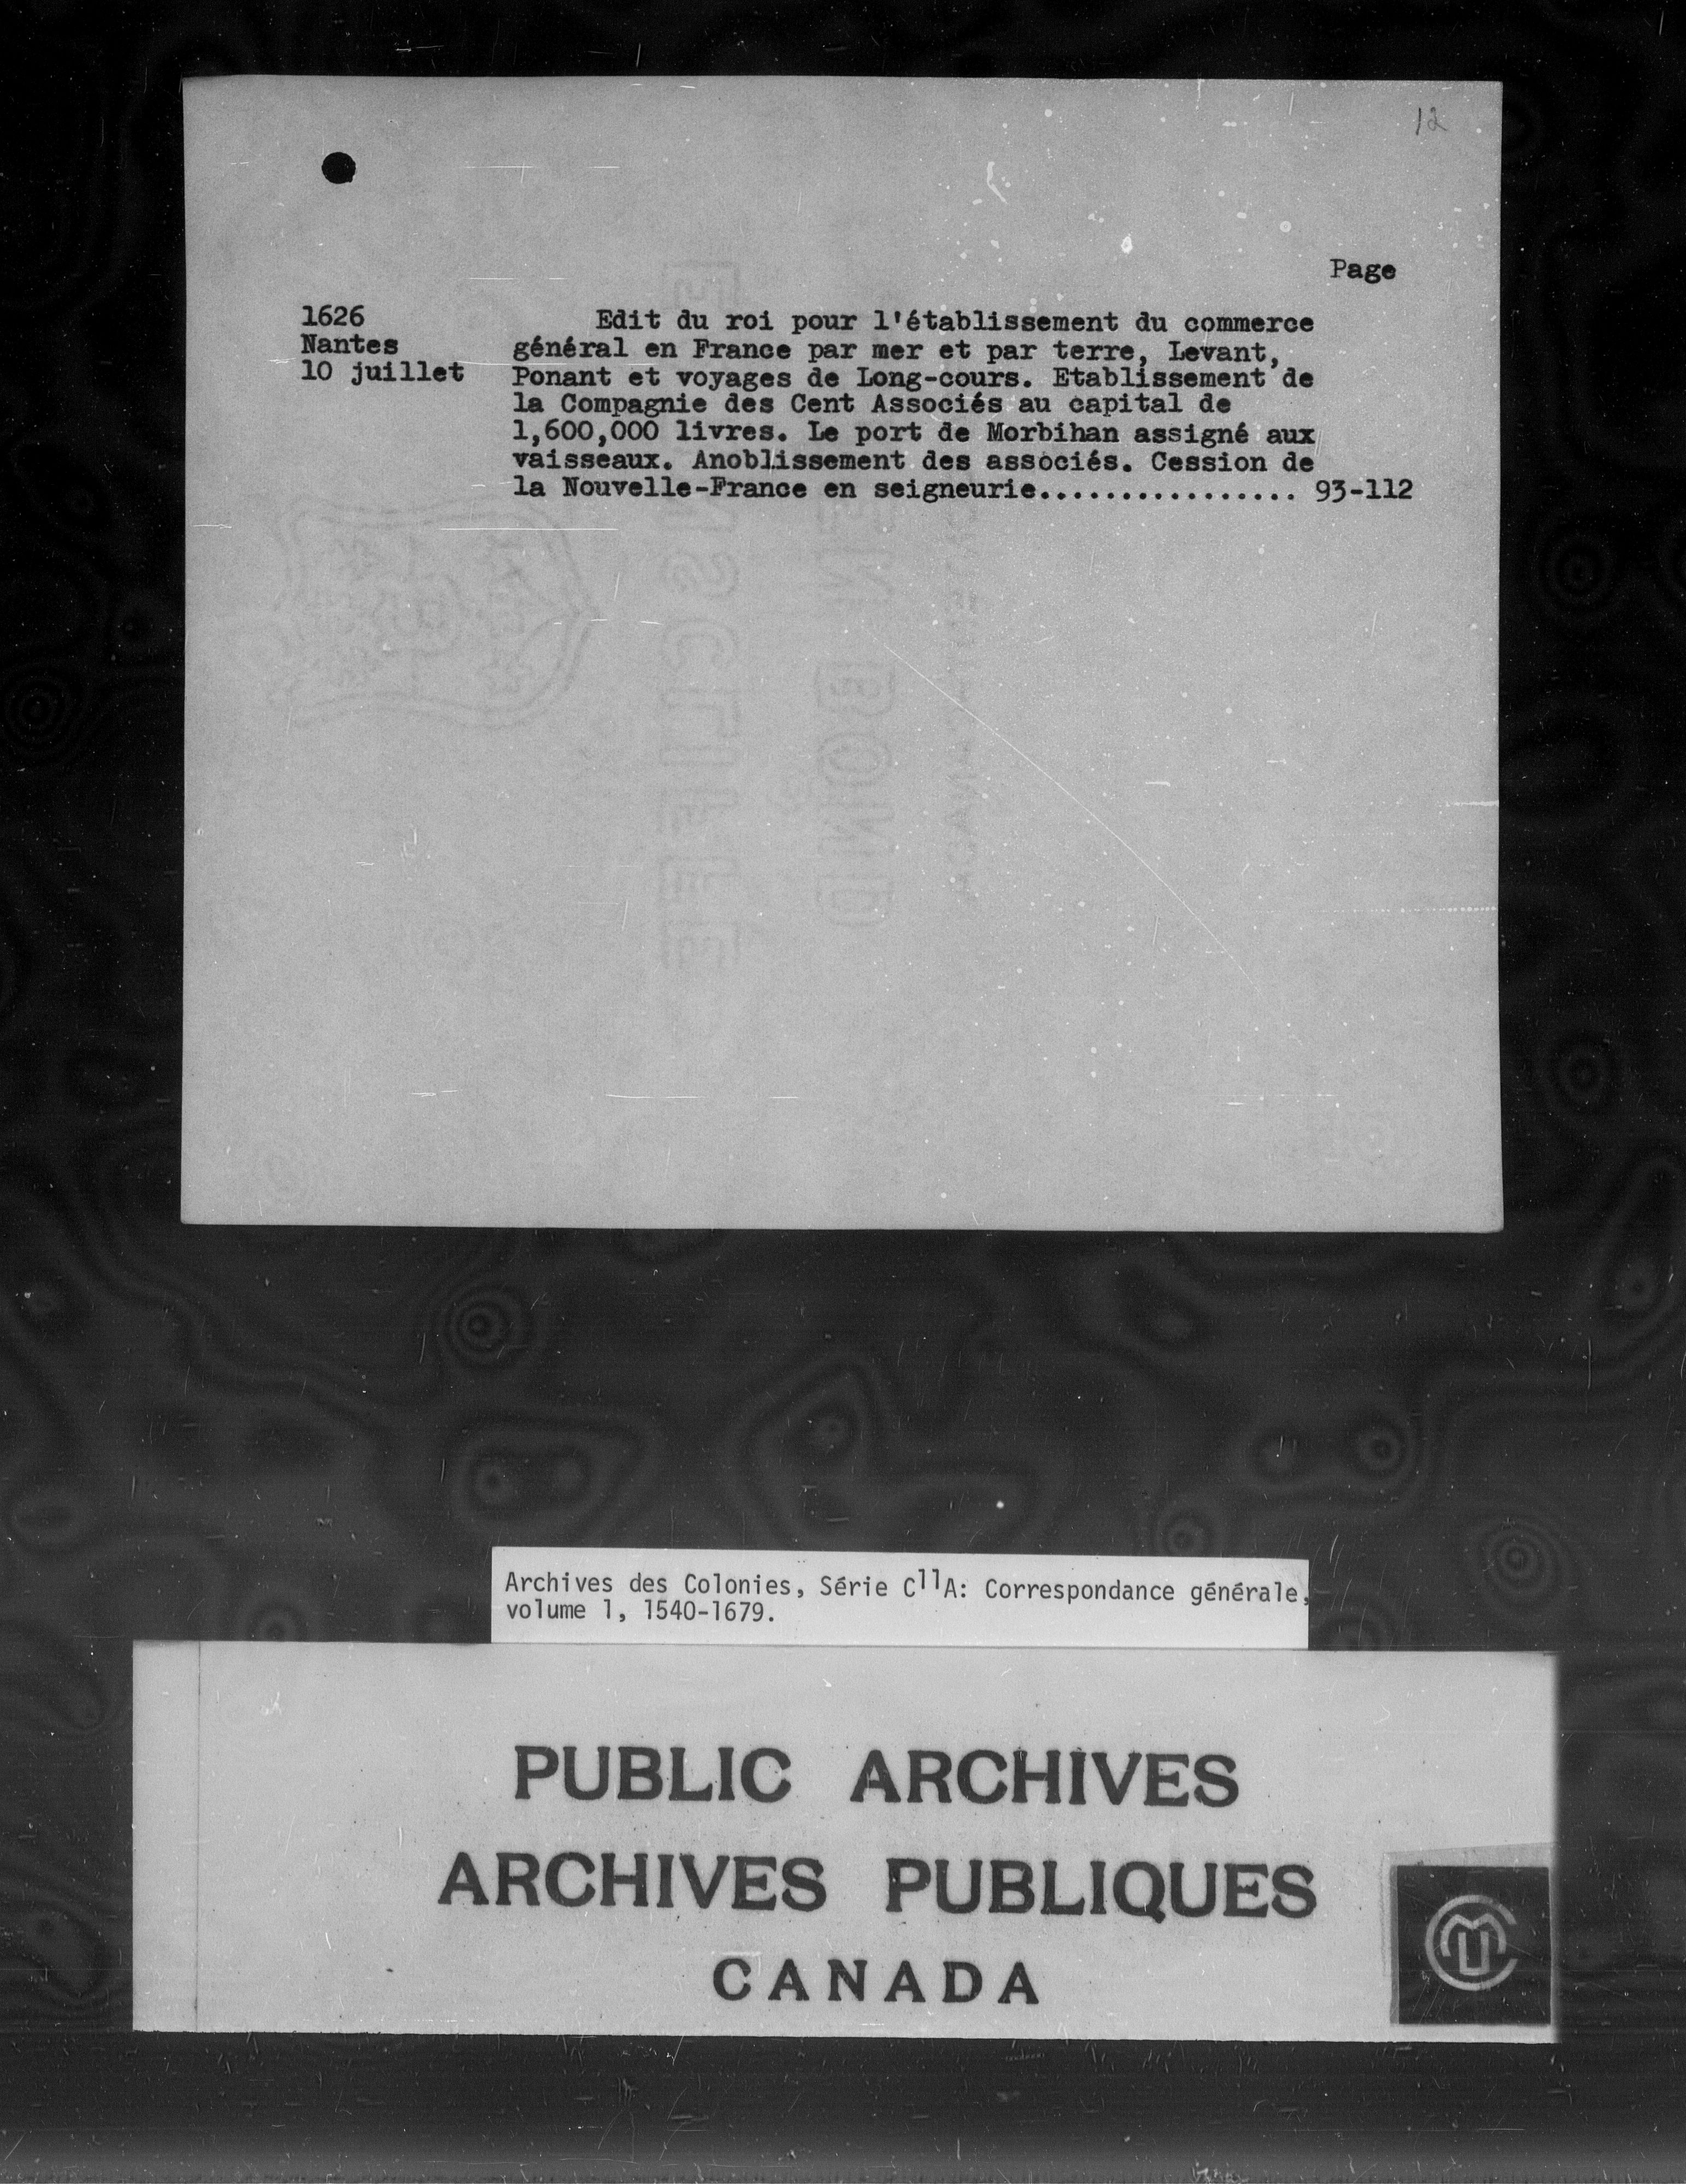 12
Page
1626
Nantes
10 juillet
Edit du roi pour l'établissement du commerce
général en France par mer et par terre, Levant,
Ponant et voyages de Long-cours. Etablissement de
la Compagnie des Cent Associés au capital de
1,600,000 livres. Le port de Morbihan assigné aux
vaisseaux. Anoblissement des associés. Cession de
la Nouvelle-France en seigneurie................ 93-112
Archives des Colonies, Série C11A: Correspondance générale,
volume 1, 1540-1679.
PUBLIC ARCHIVES
ARCHIVES PUBLIQUES
CANADA